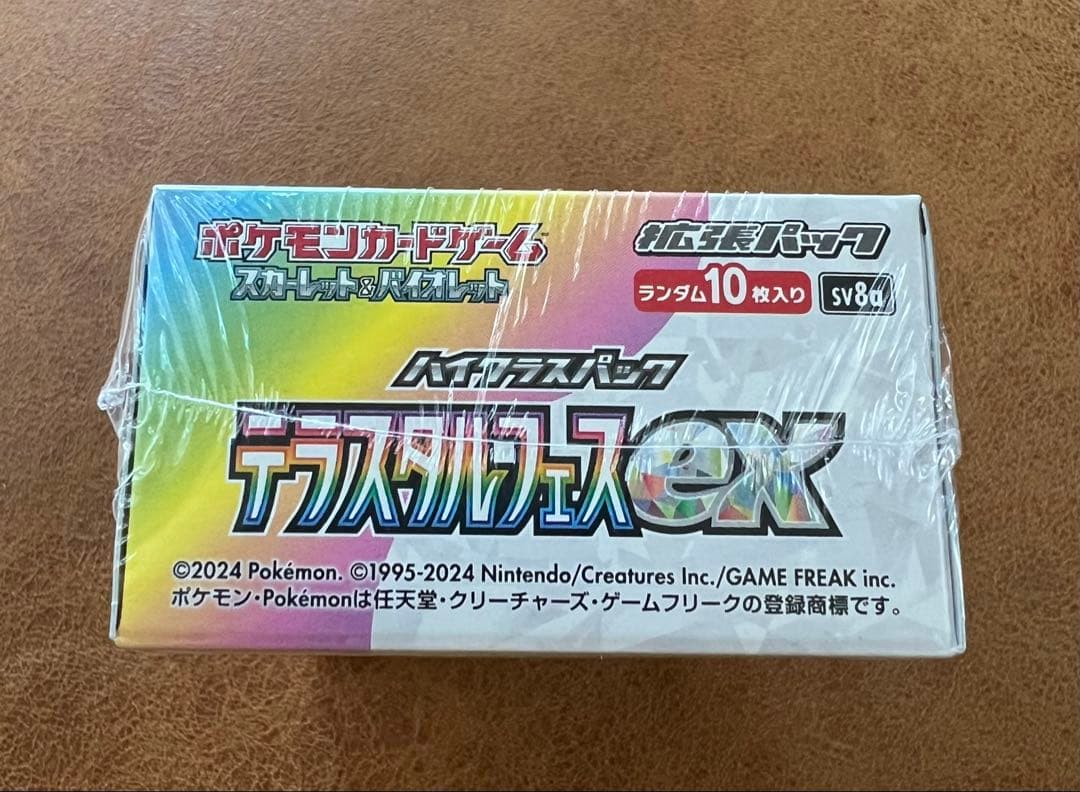 ポケモンカードゲーム
スカーレット&バイオレット
拡張パック
ランダム10枚入り
SV8a
ハイクラスパック
テラスタルフェスex
©2024 Pokémon. ©1995-2024 Nintendo/Creatures Inc./GAME FREAK inc.
ポケモン・Pokémonは任天堂・クリーチャーズ・ゲームフリークの登録商標です。